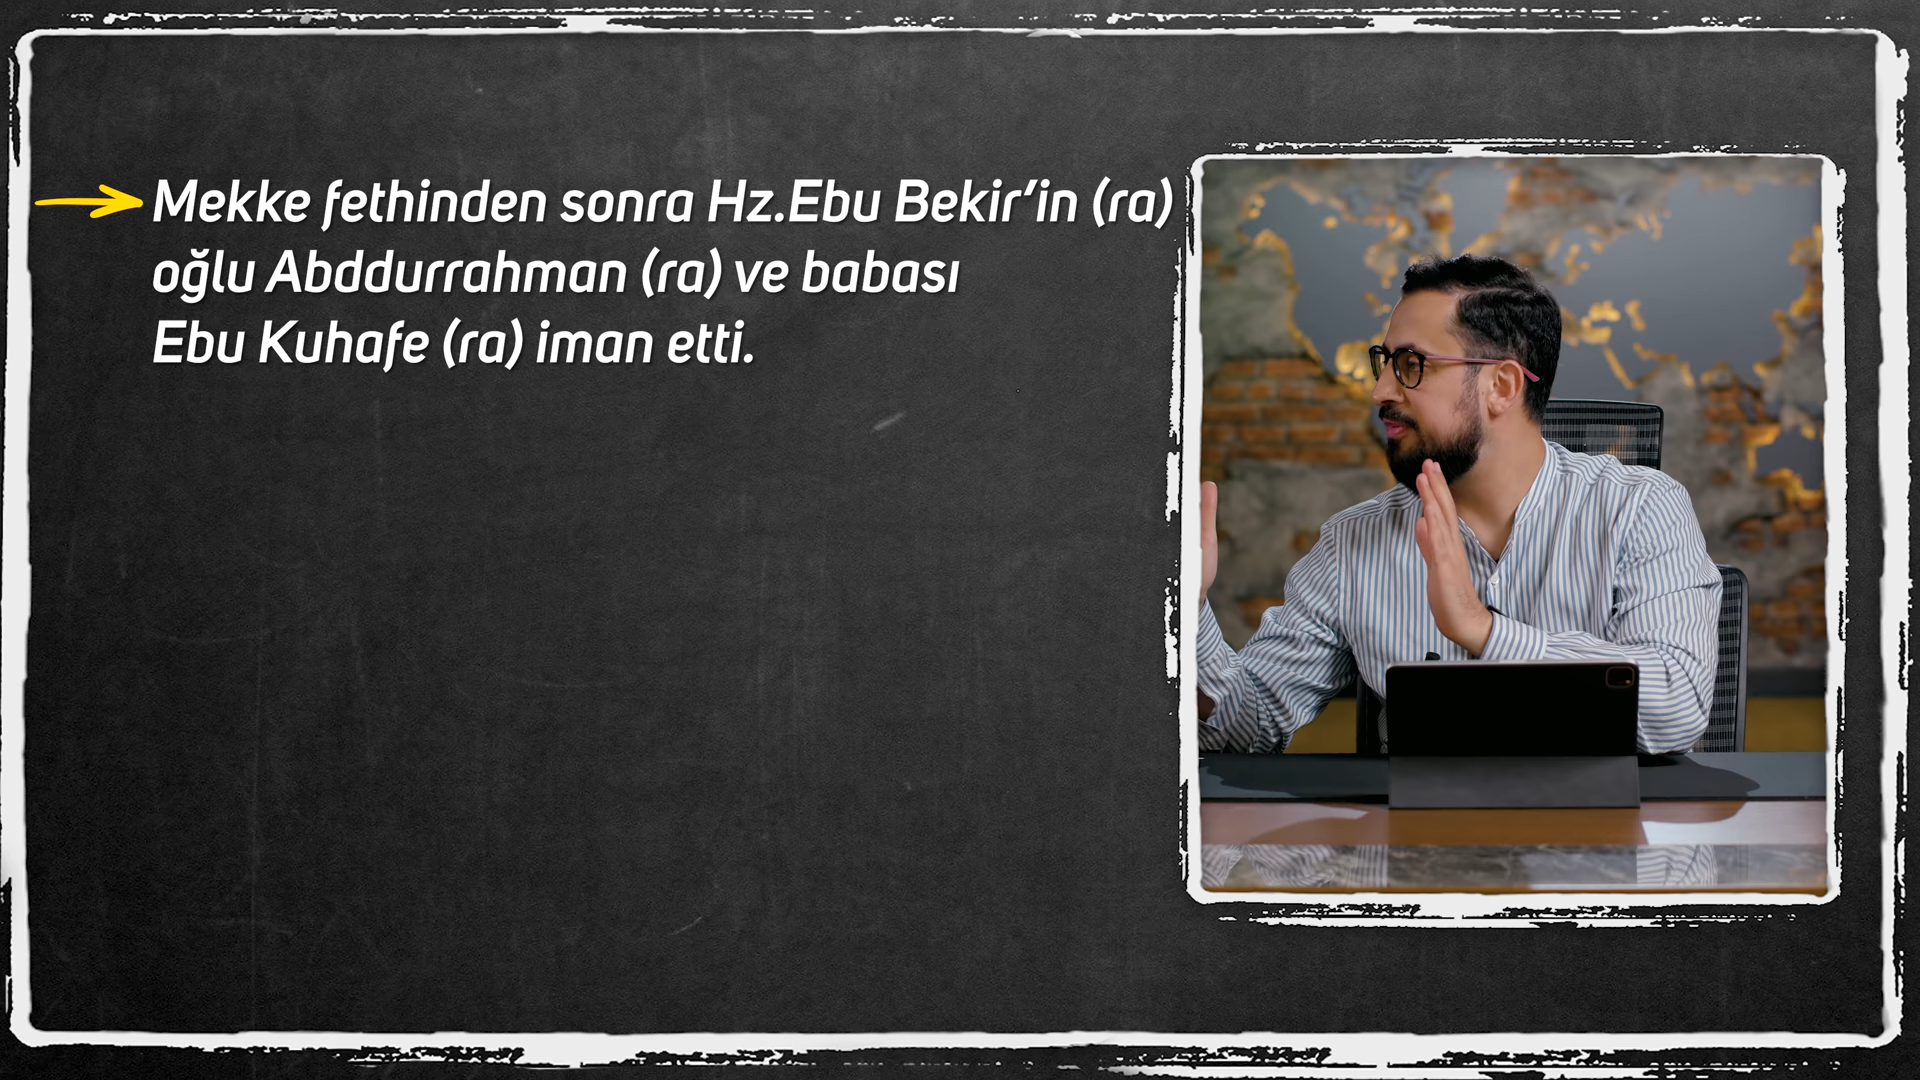 Mekke fethinden sonra Hz.Ebu Bekir'in (ra)
oğlu Abddurrahman (ra) ve babası
Ebu Kuhafe (ra) iman etti.